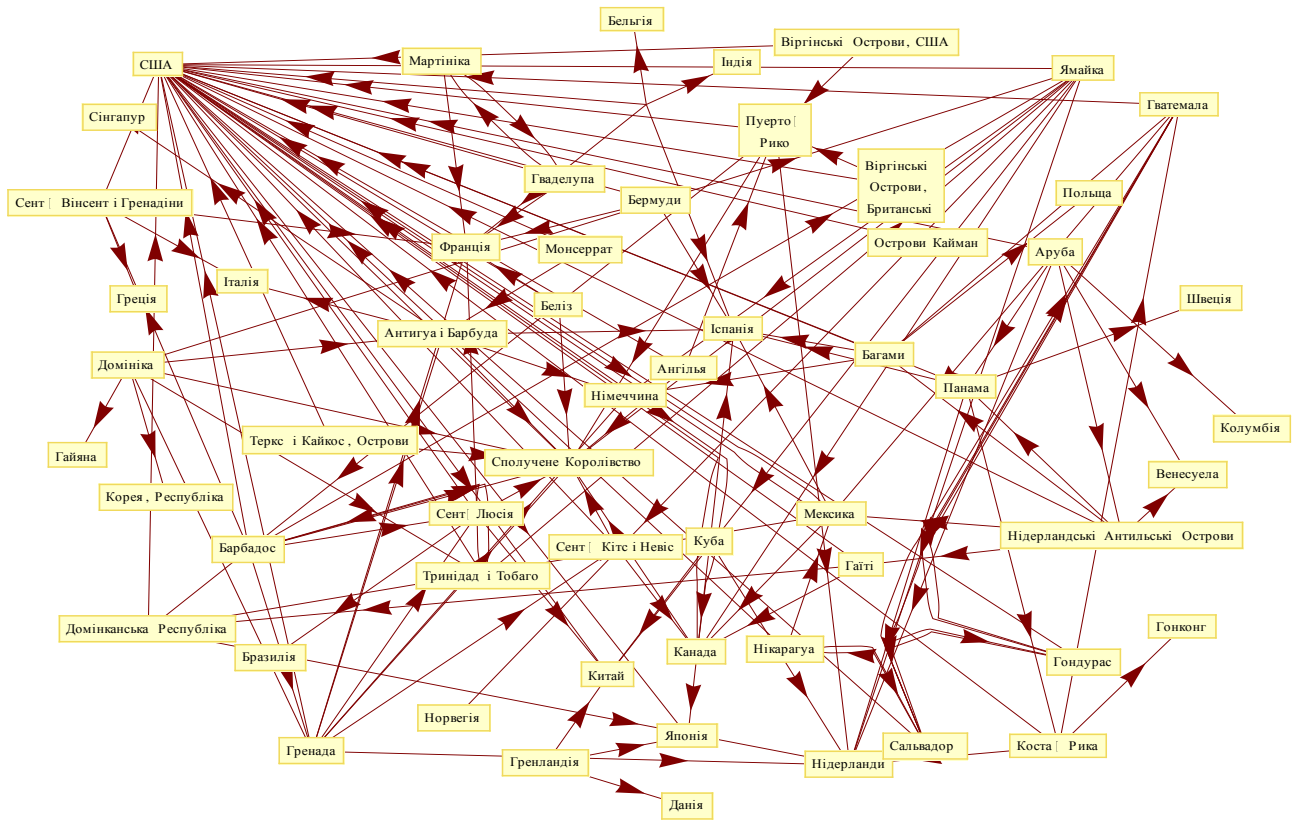 Бельгія
Віргінські Острови, США
США
Мартініка
Індія
Ямайка
Гватемала
Сінгапур
Пуерто
Рико
Гваделупа
Віргінські
Острови,
Британські
Польща
Сент Вінсент і Гренадіни
Бермуди
Франція
Монсеррат
Острови Кайман
Аруба
Італія
Греція
Беліз
Швеція
Антигуа і Барбуда
Іспанія
Домініка
Ангілья
Багами
Німеччина
Панама
Теркс і Кайкос, Острови
Колумбія
Гайяна
Сполучене Королівство
Венесуела
Корея, Республіка
Сент Люсія
Мексика
Барбадос
Сент Кітс і Невіс
Куба
Нідерландські Антильські Острови
Тринідад і Тобаго
Гаїті
Домінканська Республіка
Гонконг
Бразилія
Канада
Нікарагуа
Гондурас
Китай
Норвегія
Гренада
Японія
Сальвадор
Коста Рика
Гренландія
Нідерланди
Данія